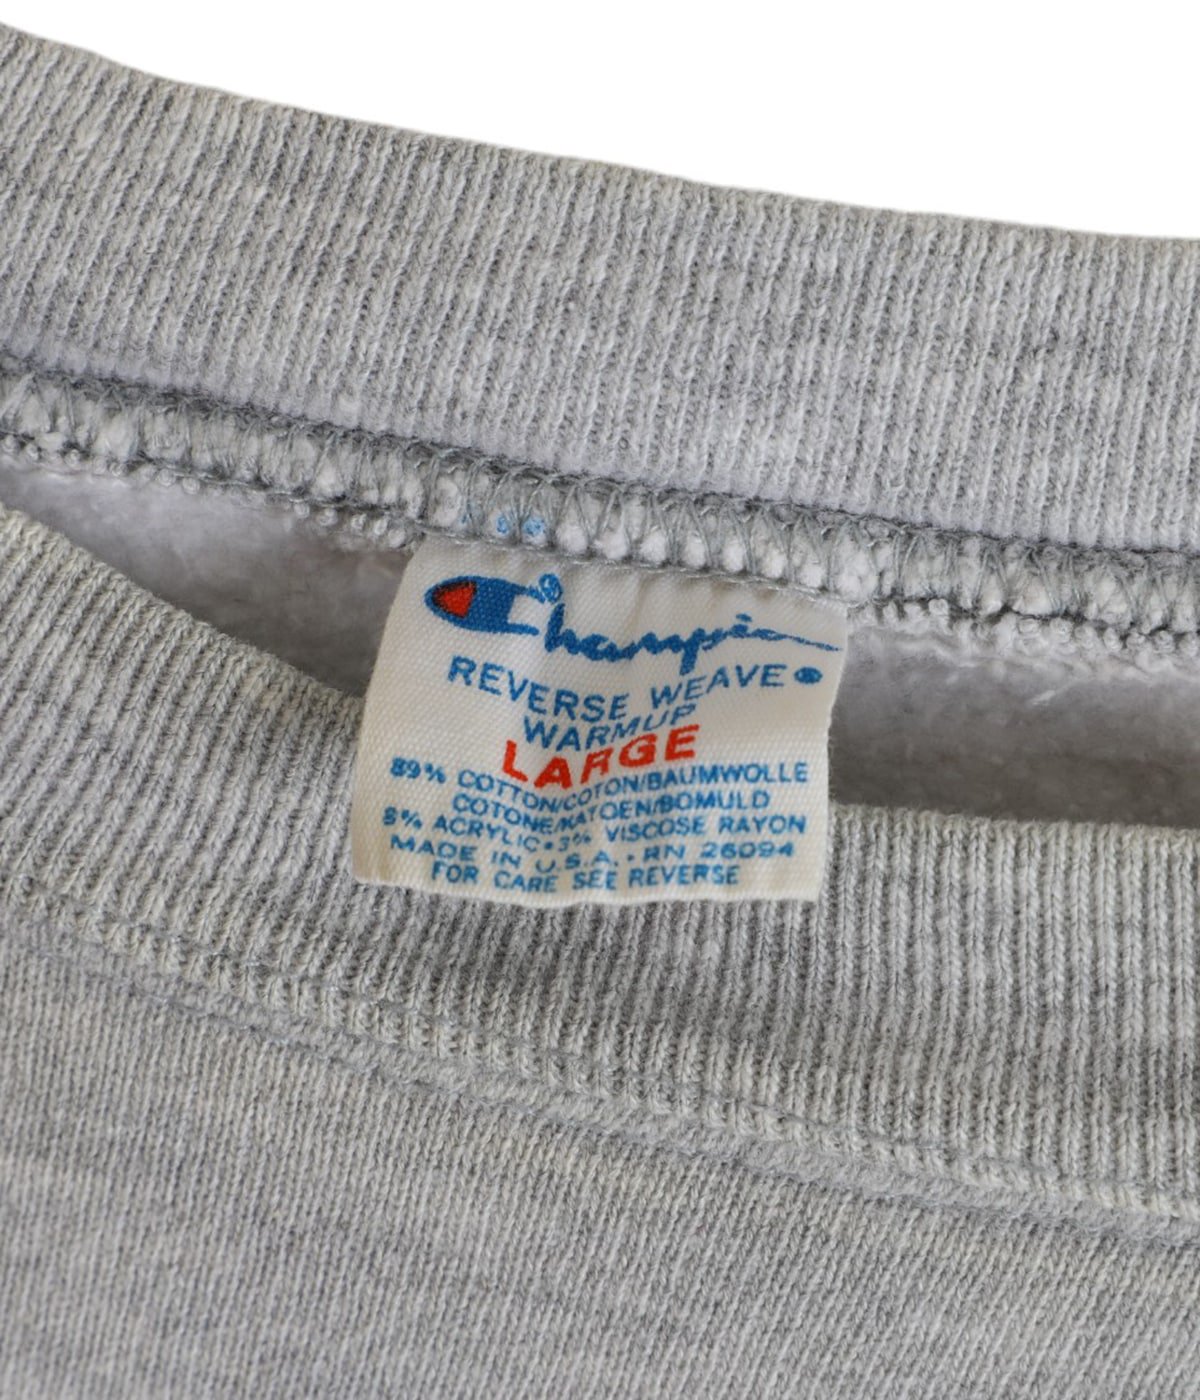 Champion
REVERSE WEAVE ®
WARMUP
LARGE
89% COTTON/COTON/BAUMWOLLE
COTONE/KATOEN/BOMULD
8% ACRYLIC • 3% VISCOSE RAYON
MADE IN U.S.A. • RN 26094
FOR CARE SEE REVERSE